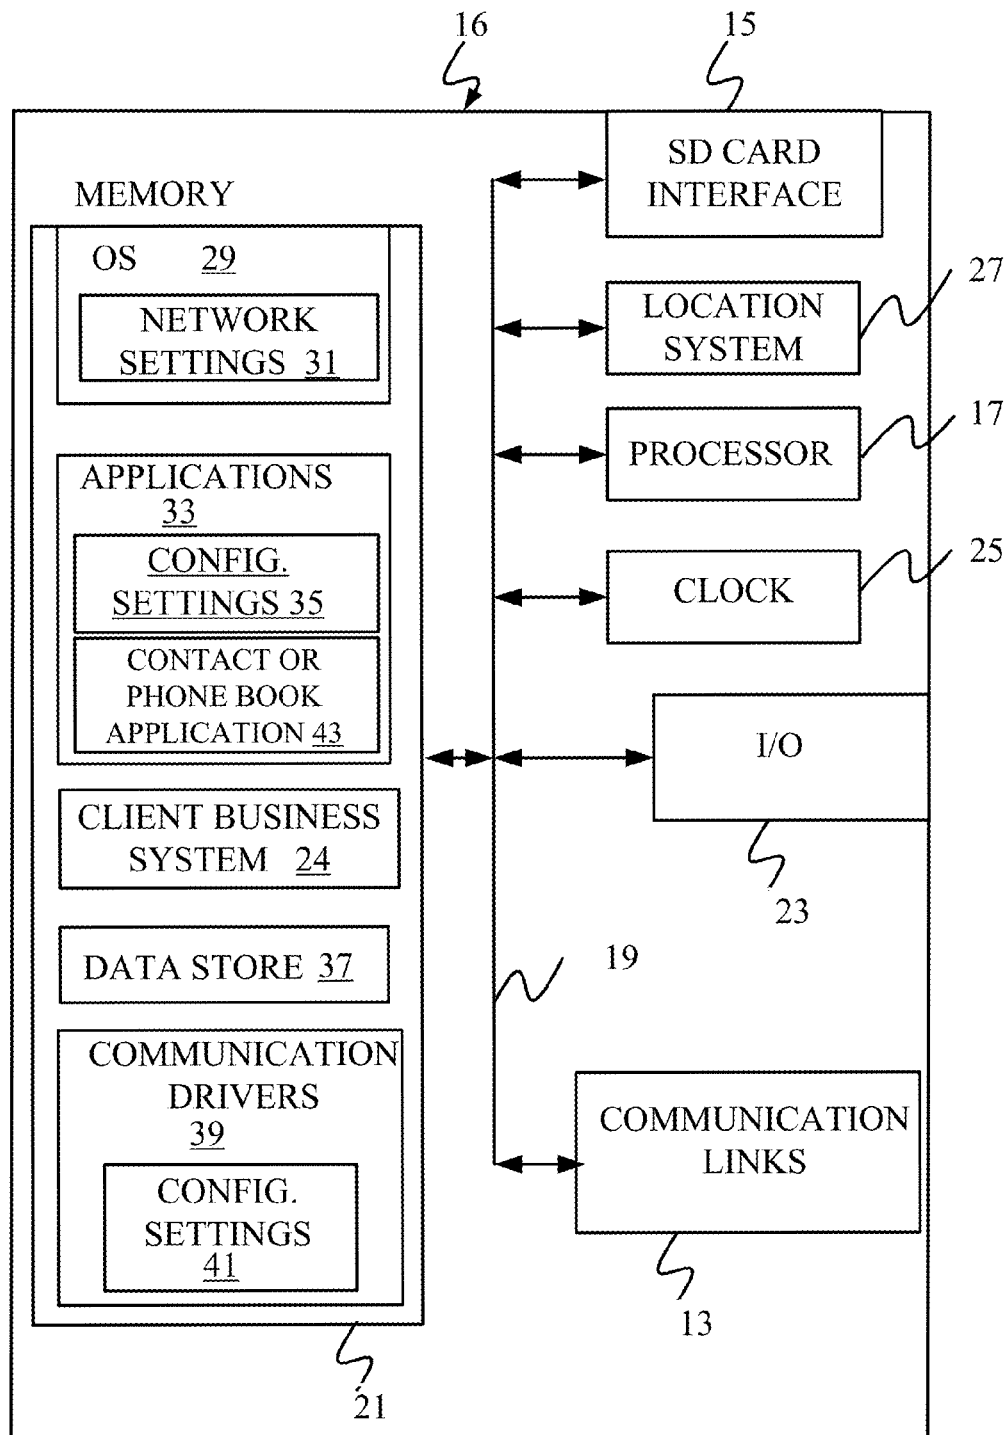 16
15
SD CARD
INTERFACE
MEMORY
OS 29
NETWORK
SETTINGS 31
27
LOCATION
SYSTEM
17
PROCESSOR
APPLICATIONS
33
CONFIG.
SETTINGS 35
25
CLOCK
CONTACT OR
PHONE BOOK
APPLICATION 43
I/O
23
CLIENT BUSINESS
SYSTEM 24
DATA STORE 37
19
COMMUNICATION
DRIVERS
39
CONFIG.
SETTINGS
41
COMMUNICATION
LINKS
13
21